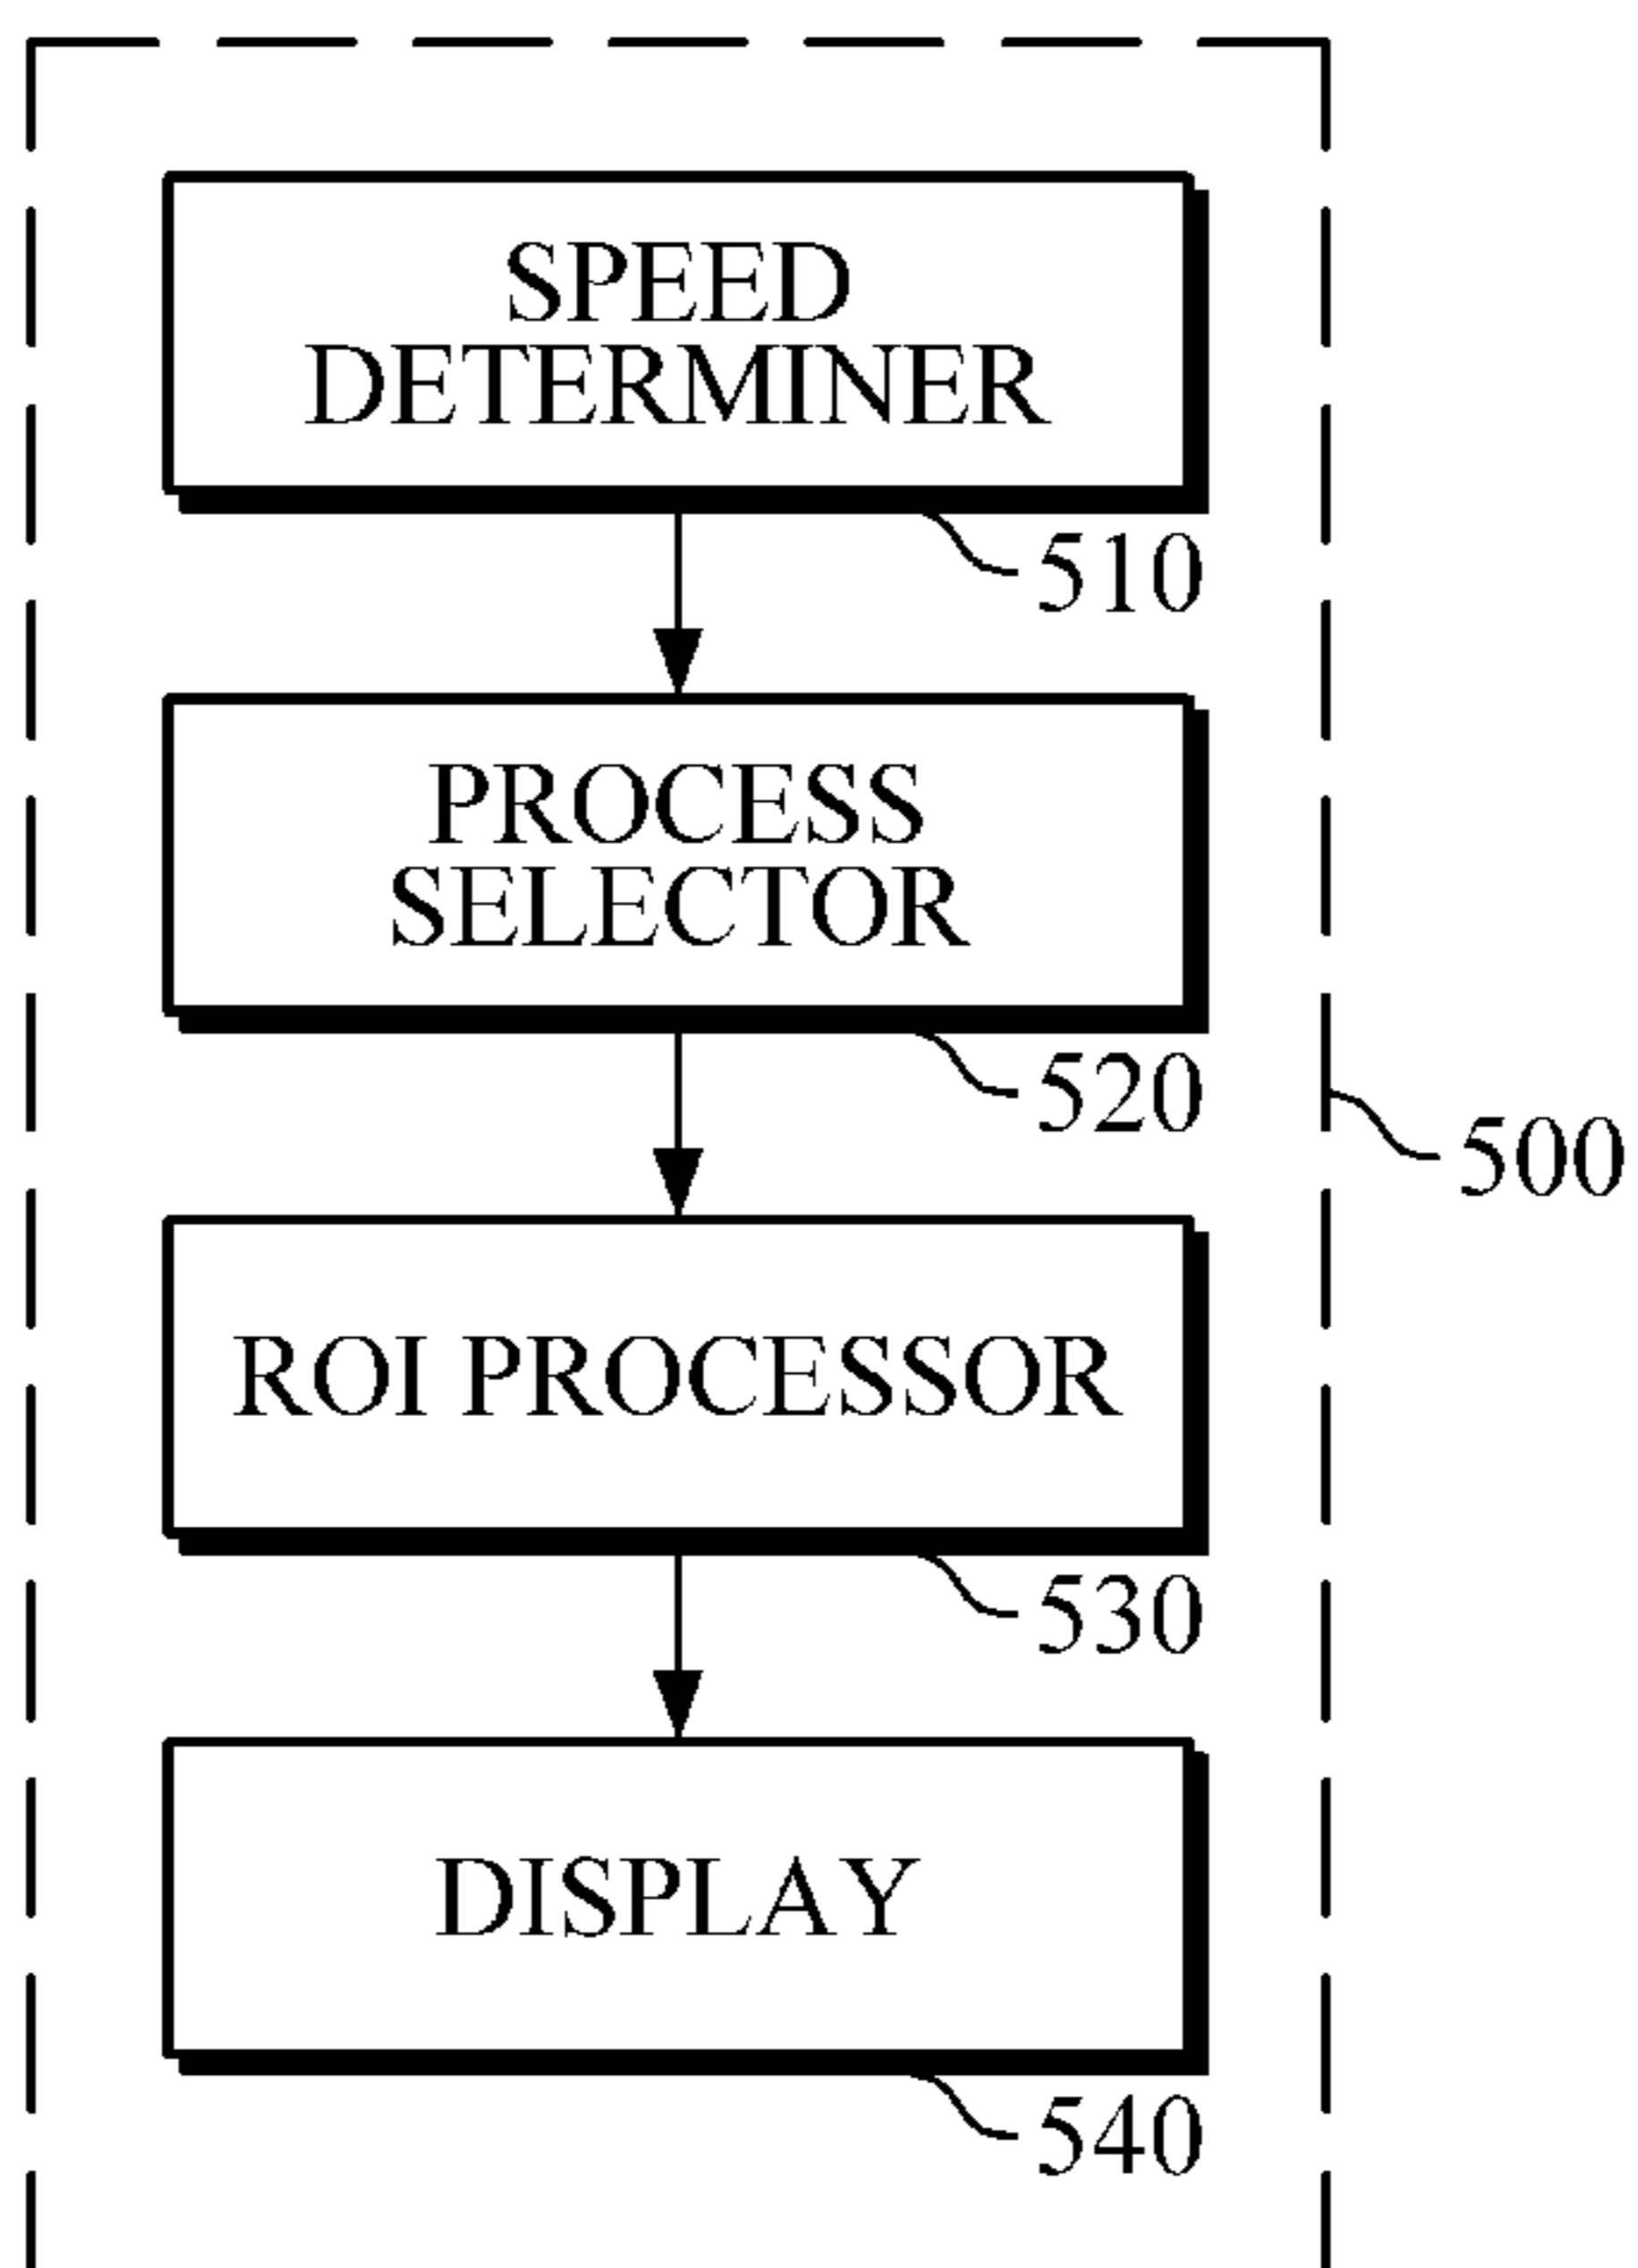 SPEED
DETERMINER
510
PROCESS
SELECTOR
520
500
ROI PROCESSOR
530
DISPLAY
540